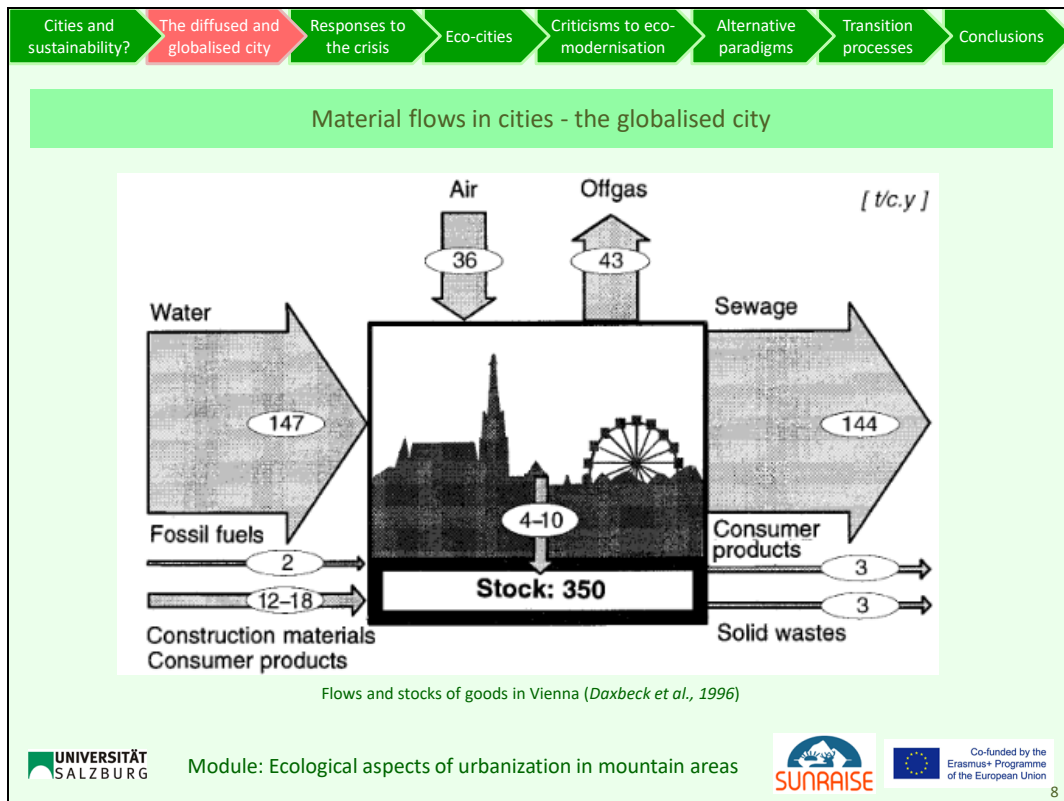 Cities and
sustainability?
The diffused and
globalised city
Responses to
the crisis
Eco-cities
Criticisms to eco-
modernisation
Alternative
paradigms
Transition
processes
Conclusions
Material flows in cities - the globalised city
Air
Offgas
[ t/c.y ]
36
43
Water
Sewage
147
144
4–10
Fossil fuels
Consumer
products
2
3
Stock: 350
12–18
3
Construction materials
Consumer products
Solid wastes
Flows and stocks of goods in Vienna (Daxbeck et al., 1996)
UNIVERSITÄT
SALZBURG
Module: Ecological aspects of urbanization in mountain areas
SUNRAISE
Co-funded by the
Erasmus+ Programme
of the European Union
8